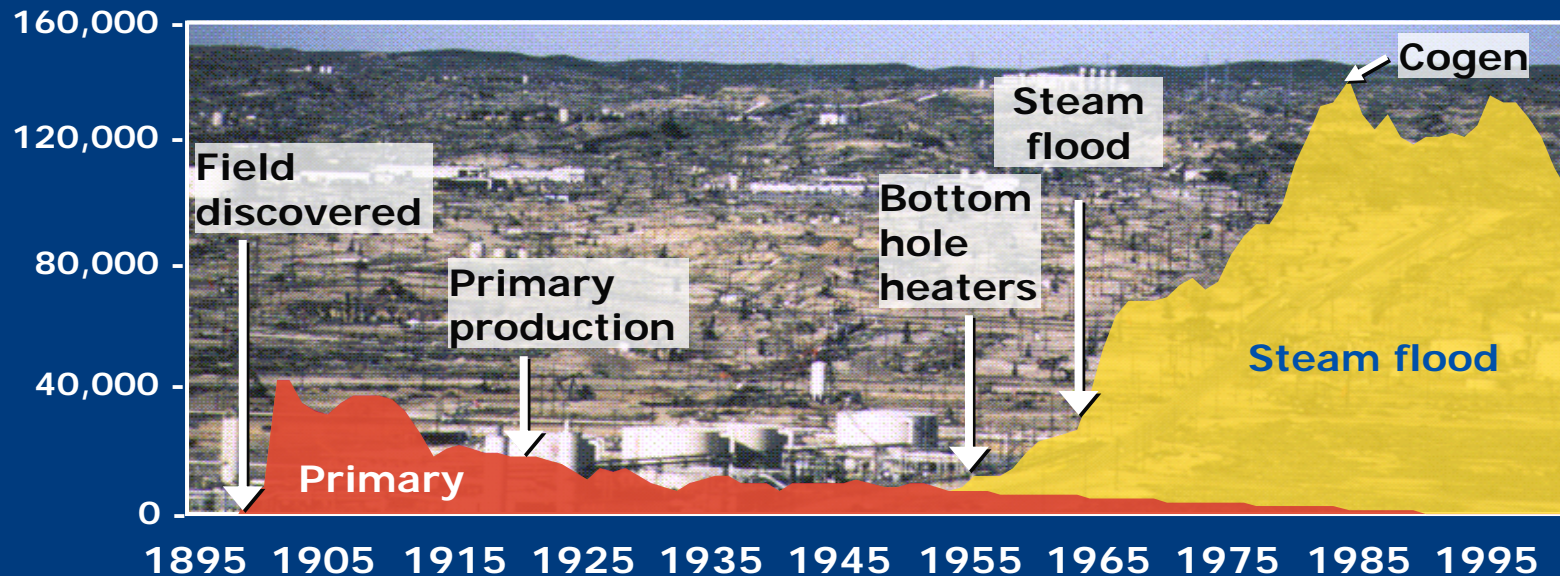 160,000 -
120,000 -
80,000 -
40,000 -
0 -
Field
discovered
Primary
production
Bottom
hole
heaters
Steam
flood
Cogen
Steam flood
Primary
1895 1905 1915 1925 1935 1945 1955 1965 1975 1985 1995